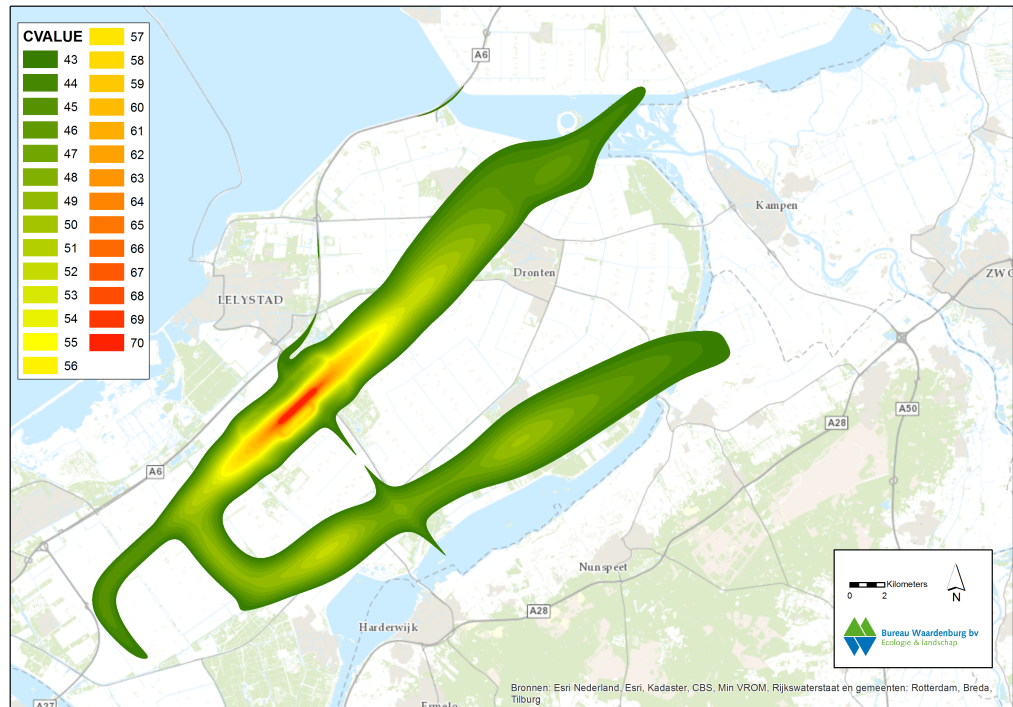 CVALUE
43
44
45
46
47
48
49
50
51
52
53
54
55
56
57
58
59
60
61
62
63
64
65
66
67
68
69
70
A6
Kampen
Dronten
ZWO
LELYSTAD
A50
A28
A6
Nunspeet
A28
Harderwijk
A27
Ermelo
Kilometers
0 2
N
Bureau Waardenburg bv
Ecologie & landschap
Bronnen: Esri Nederland, Esri, Kadaster, CBS, Min VROM, Rijkswaterstaat en gemeenten: Rotterdam, Breda,
Tilburg